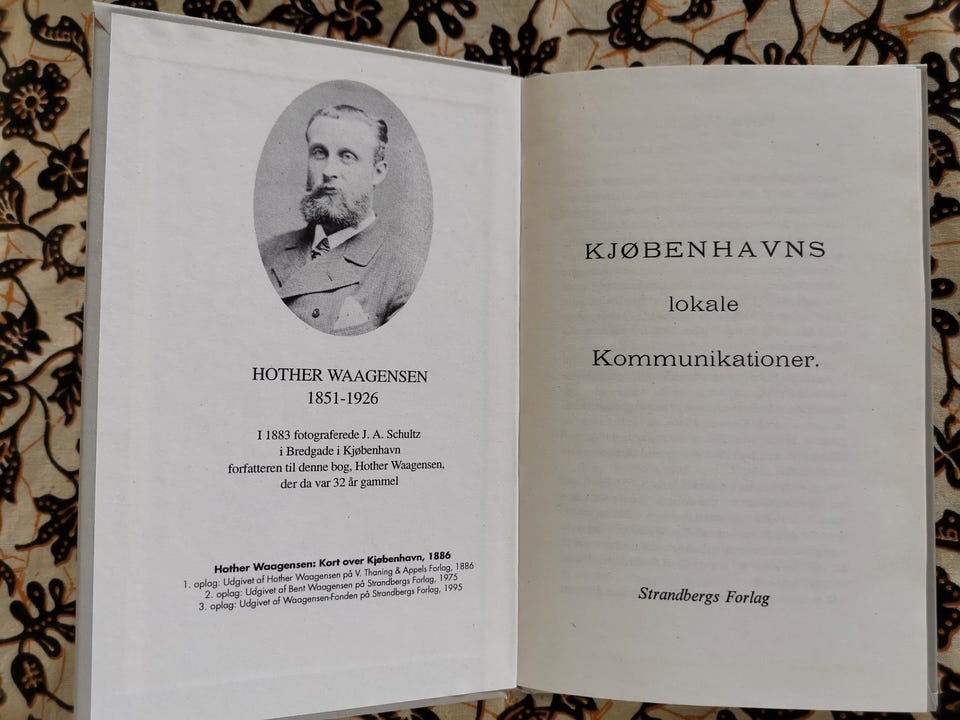 HOTHER WAAGENSEN
1851-1926
I 1883 fotograferede J. A. Schultz
i Bredgade i Kjøbenhavn
forfatteren til denne bog, Hother Waagensen,
der da var 32 år gammel
Hother Waagensen: Kort over Kjøbenhavn, 1886
1. oplag: Udgivet af Hother Waagensen på V. Thaning & Appels Forlag, 1886
2. oplag: Udgivet af Bent Waagensen på Strandbergs Forlag, 1975
3. oplag: Udgivet af Waagensen-Fonden på Strandbergs Forlag, 1995
KJØBENHAVNS
lokale
Kommunikationer.
Strandbergs Forlag